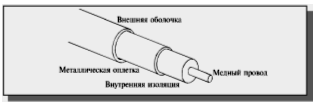 Внешняя оболочка
Металлическая оплетка
Медный провод
Внутренняя изоляция